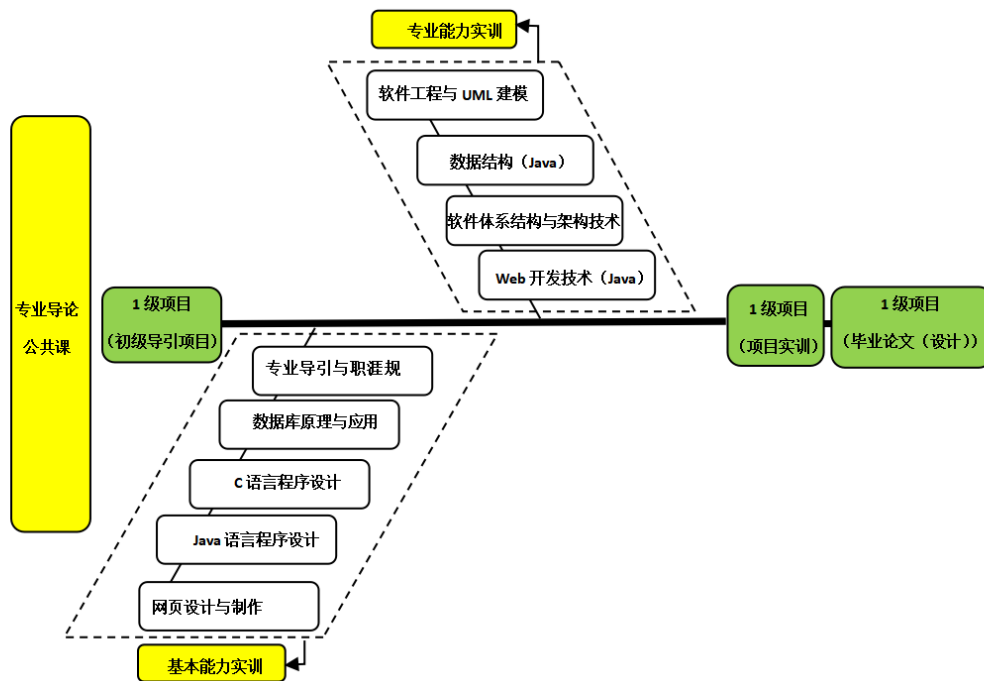 专业能力实训
软件工程与 UML 建模
数据结构（Java）
软件体系结构与架构技术
Web 开发技术（Java）
专业导论
公共课
1 级项目
（初级导引项目）
1 级项目
（项目实训）
1 级项目
（毕业论文（设计））
专业导引与职涯规
数据库原理与应用
C 语言程序设计
Java 语言程序设计
网页设计与制作
基本能力实训